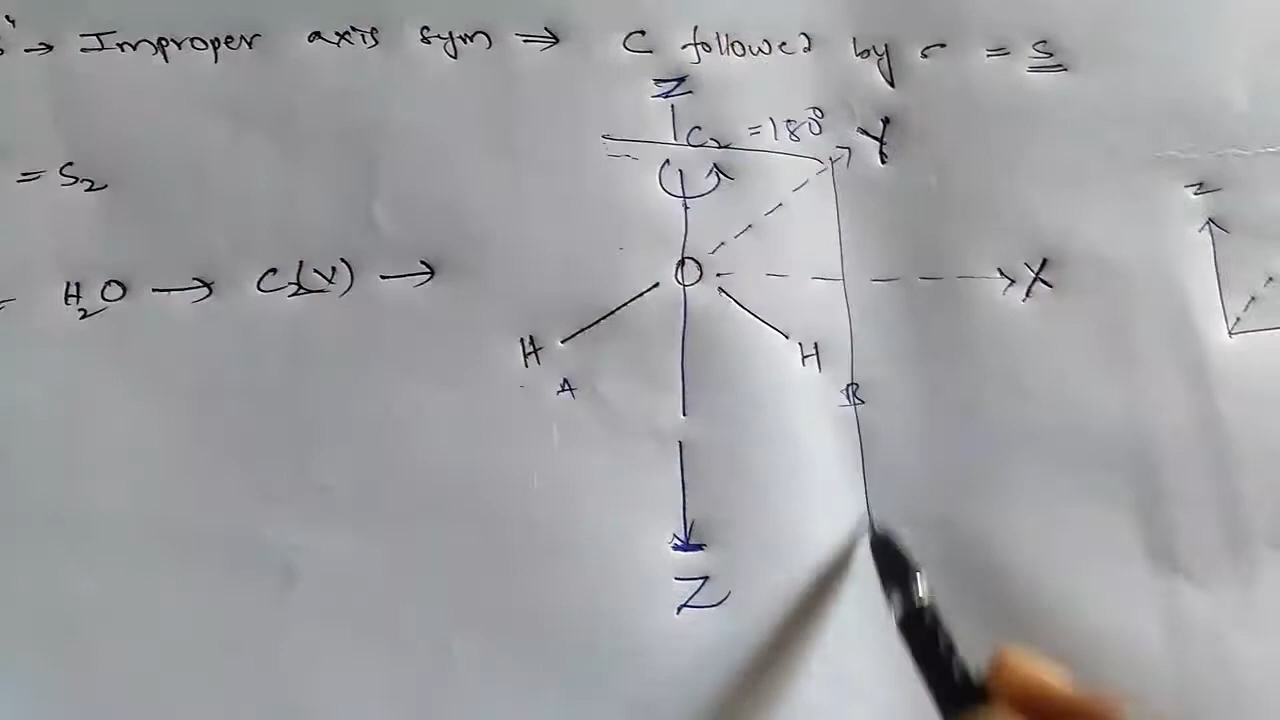 → Improper axis sym ⇒ C followed by σ = S
Z
C₂ = 180° Y
= S₂
Z
H₂O → C₂(V) →
O X
H H
A B
Z